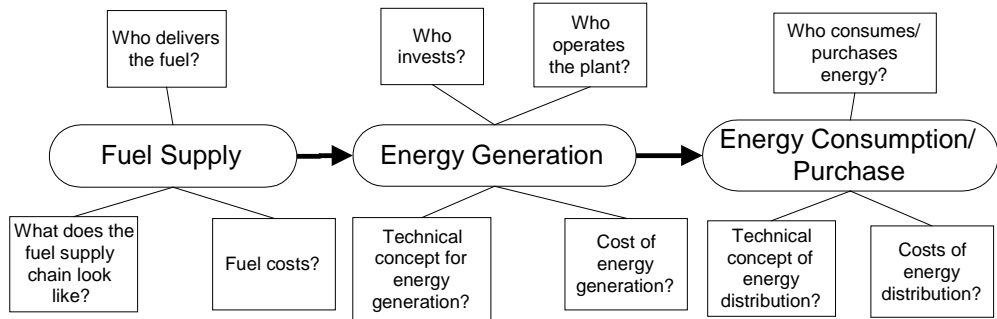 Who delivers
the fuel?
Who
invests?
Who
operates
the plant?
Who consumes/
purchases
energy?
Fuel Supply
Energy Generation
Energy Consumption/
Purchase
What does the
fuel supply
chain look
like?
Fuel costs?
Technical
concept for
energy
generation?
Cost of
energy
generation?
Technical
concept of
energy
distribution?
Costs of
energy
distribution?